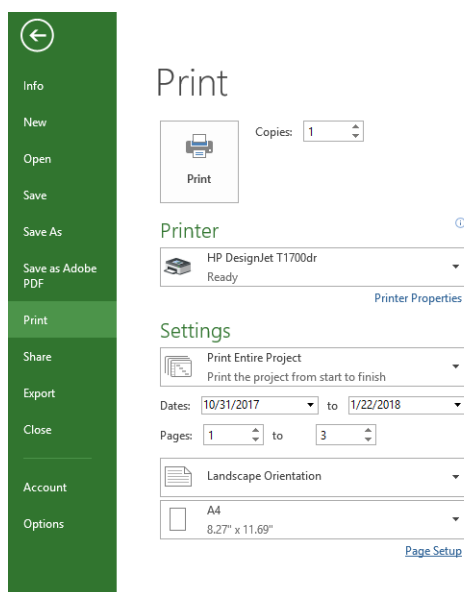 Info
New
Open
Save
Save As
Save as Adobe
PDF
Print
Share
Export
Close
Account
Options
Print
Copies: 1
Print
Printer
HP DesignJet T1700dr
Ready
Printer Properties
Settings
Print Entire Project
Print the project from start to finish
Dates: 10/31/2017 to 1/22/2018
Pages: 1 to 3
Landscape Orientation
A4
8.27" x 11.69"
Page Setup